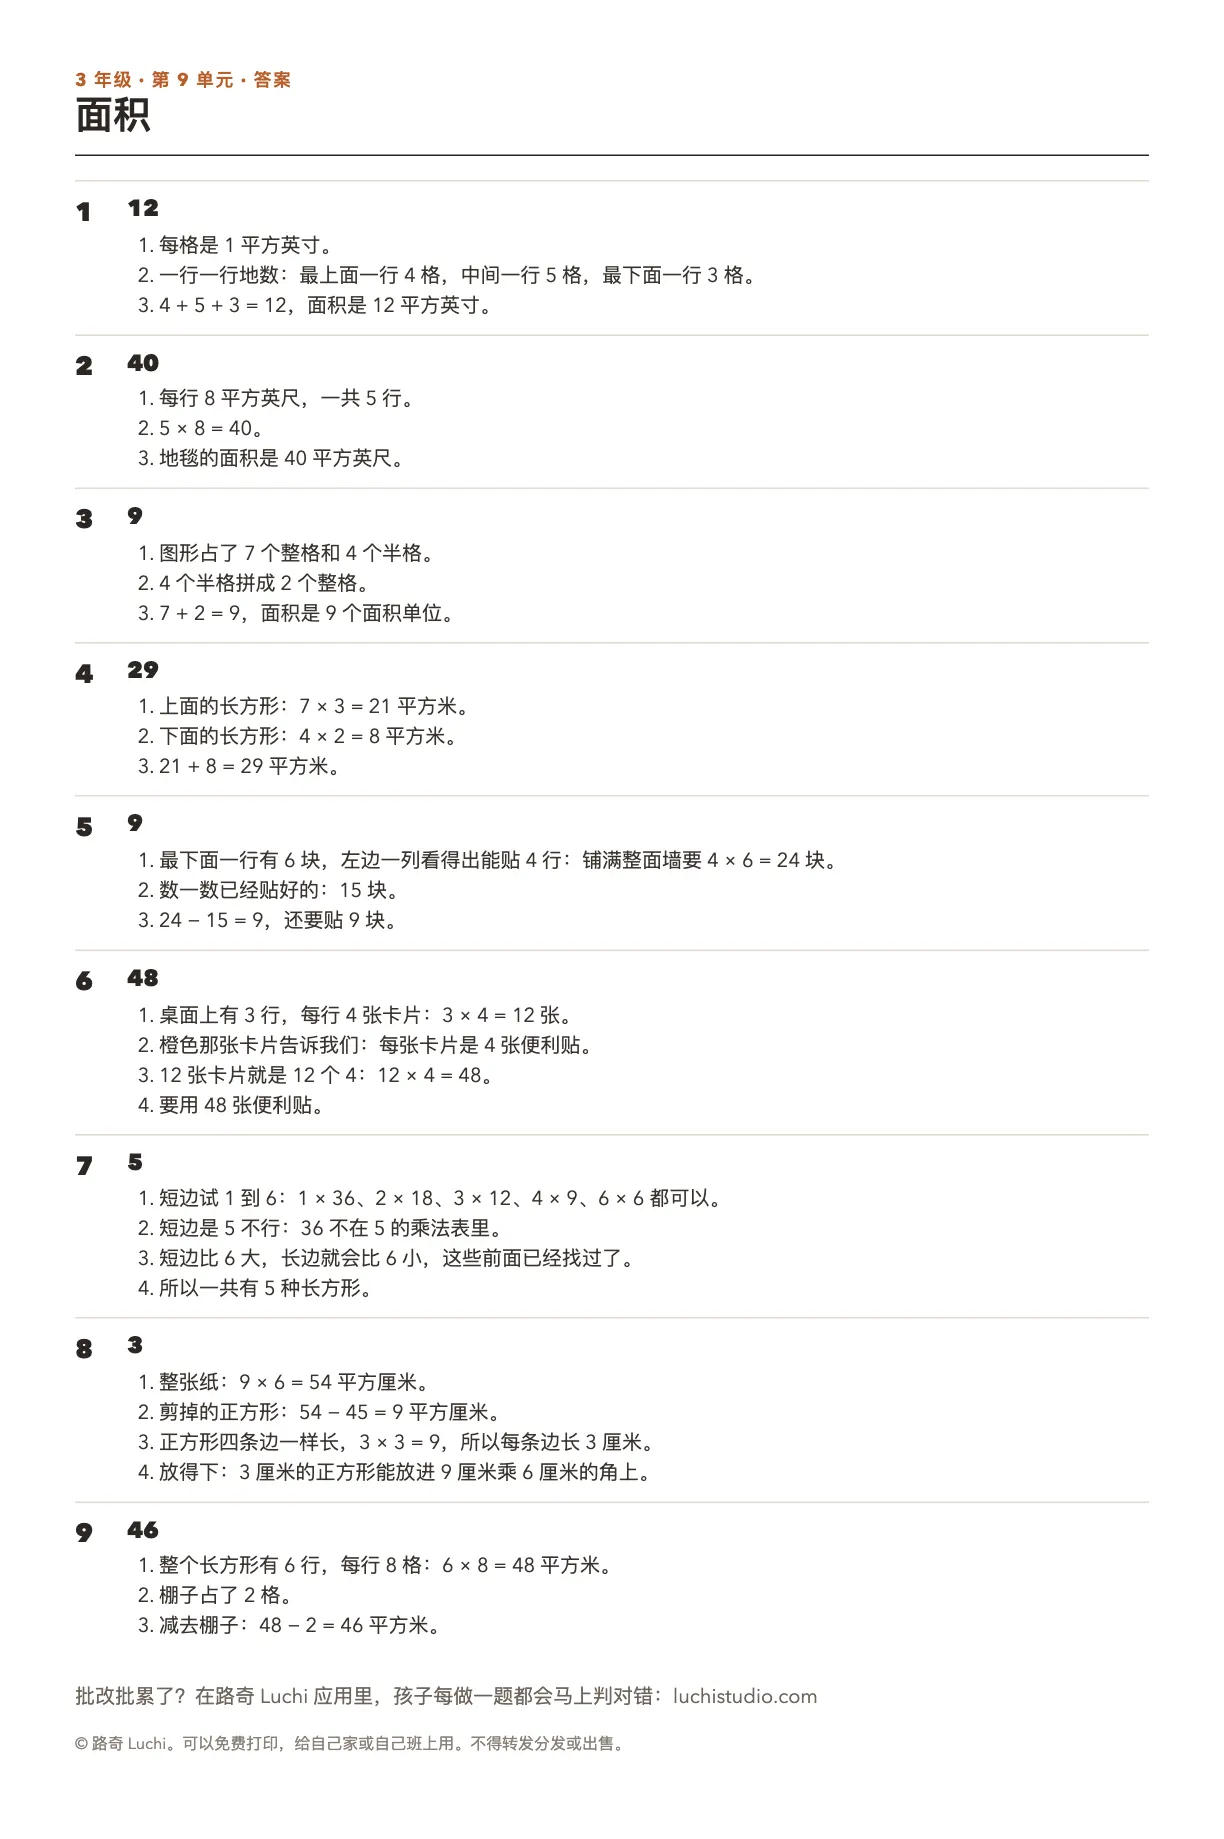 3 年级 · 第 9 单元 · 答案
面积
1 12
1. 每格是 1 平方英寸。
2. 一行一行地数：最上面一行 4 格，中间一行 5 格，最下面一行 3 格。
3. 4 + 5 + 3 = 12，面积是 12 平方英寸。
2 40
1. 每行 8 平方英尺，一共 5 行。
2. 5 × 8 = 40。
3. 地毯的面积是 40 平方英尺。
3 9
1. 图形占了 7 个整格和 4 个半格。
2. 4 个半格拼成 2 个整格。
3. 7 + 2 = 9，面积是 9 个面积单位。
4 29
1. 上面的长方形：7 × 3 = 21 平方米。
2. 下面的长方形：4 × 2 = 8 平方米。
3. 21 + 8 = 29 平方米。
5 9
1. 最下面一行有 6 块，左边一列看得出能贴 4 行：铺满整面墙要 4 × 6 = 24 块。
2. 数一数已经贴好的：15 块。
3. 24 − 15 = 9，还要贴 9 块。
6 48
1. 桌面上有 3 行，每行 4 张卡片：3 × 4 = 12 张。
2. 橙色那张卡片告诉我们：每张卡片是 4 张便利贴。
3. 12 张卡片就是 12 个 4：12 × 4 = 48。
4. 要用 48 张便利贴。
7 5
1. 短边试 1 到 6：1 × 36、2 × 18、3 × 12、4 × 9、6 × 6 都可以。
2. 短边是 5 不行：36 不在 5 的乘法表里。
3. 短边比 6 大，长边就会比 6 小，这些前面已经找过了。
4. 所以一共有 5 种长方形。
8 3
1. 整张纸：9 × 6 = 54 平方厘米。
2. 剪掉的正方形：54 − 45 = 9 平方厘米。
3. 正方形四条边一样长，3 × 3 = 9，所以每条边长 3 厘米。
4. 放得下：3 厘米的正方形能放进 9 厘米乘 6 厘米的角上。
9 46
1. 整个长方形有 6 行，每行 8 格：6 × 8 = 48 平方米。
2. 棚子占了 2 格。
3. 减去棚子：48 − 2 = 46 平方米。
批改批累了？在路奇 Luchi 应用里，孩子每做一题都会马上判对错：luchistudio.com
© 路奇 Luchi。可以免费打印，给自己家或自己班上用。不得转发分发或出售。